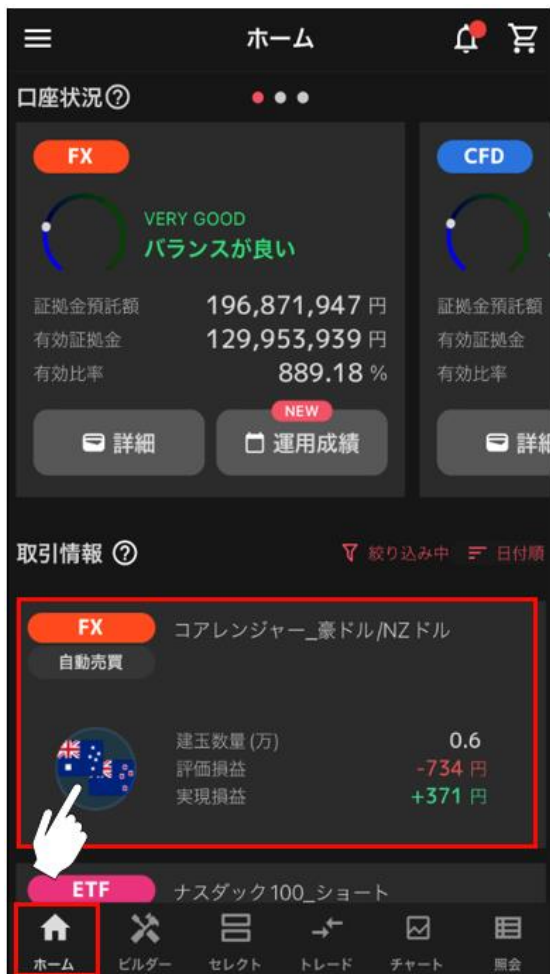 ホーム
口座状況?
FX
VERY GOOD
バランスが良い
証拠金預託額 196,871,947 円
有効証拠金 129,953,939 円
有効比率 889.18 %
詳細
NEW
運用成績
CFD
証拠金預託額
有効証拠金
有効比率
詳細
取引情報 ?
絞り込み中
日付順
FX
自動売買
コアレンジャー_豪ドル/NZドル
建玉数量(万) 0.6
評価損益 -734 円
実現損益 +371 円
ETF
ナスダック100_ショート
ホーム
ビルダー
セレクト
トレード
チャート
照会